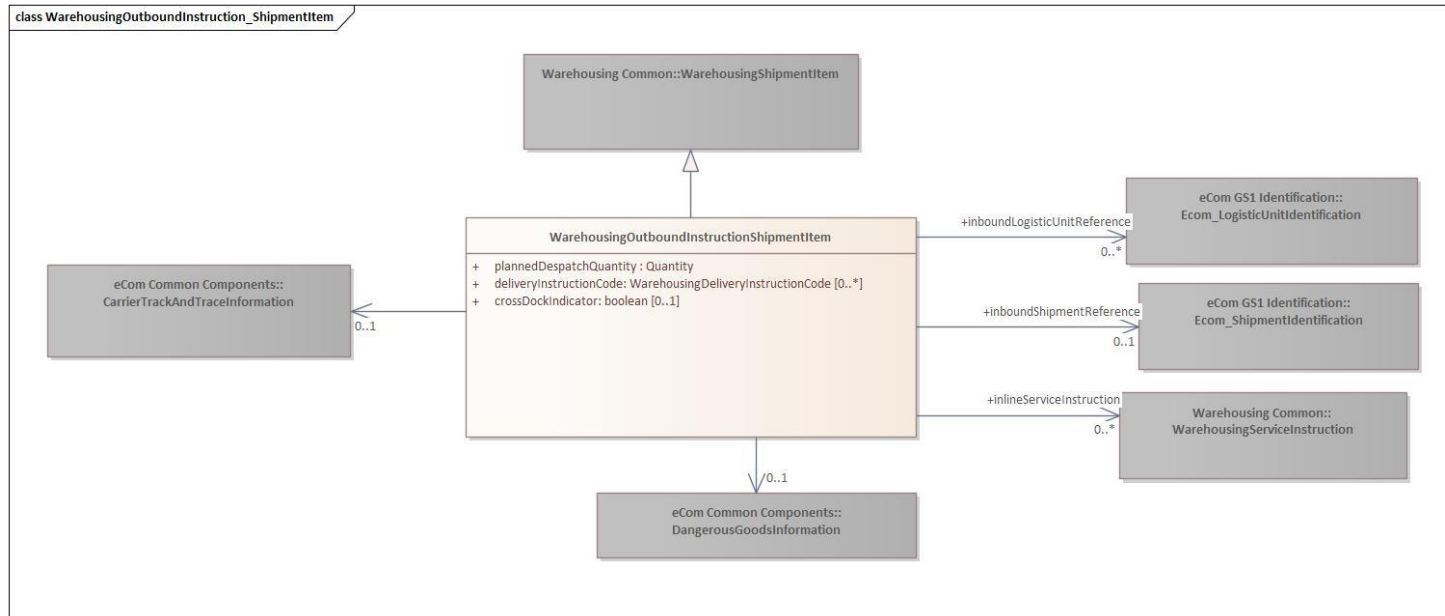 class WarehousingOutboundInstruction_ShipmentItem
Warehousing Common::WarehousingShipmentItem
eCom GS1 Identification::
Ecom_LogisticUnitIdentification
+inboundLogisticUnitReference
0..*
WarehousingOutboundInstructionShipmentItem
+ plannedDespatchQuantity : Quantity
+ deliveryInstructionCode: WarehousingDeliveryInstructionCode [0..*]
+ crossDockIndicator: boolean [0..1]
eCom Common Components::
CarrierTrackAndTraceInformation
0..1
eCom GS1 Identification::
Ecom_ShipmentIdentification
+inboundShipmentReference
0..1
+inlineServiceInstruction
0..*
Warehousing Common::
WarehousingServiceInstruction
0..1
eCom Common Components::
DangerousGoodsInformation